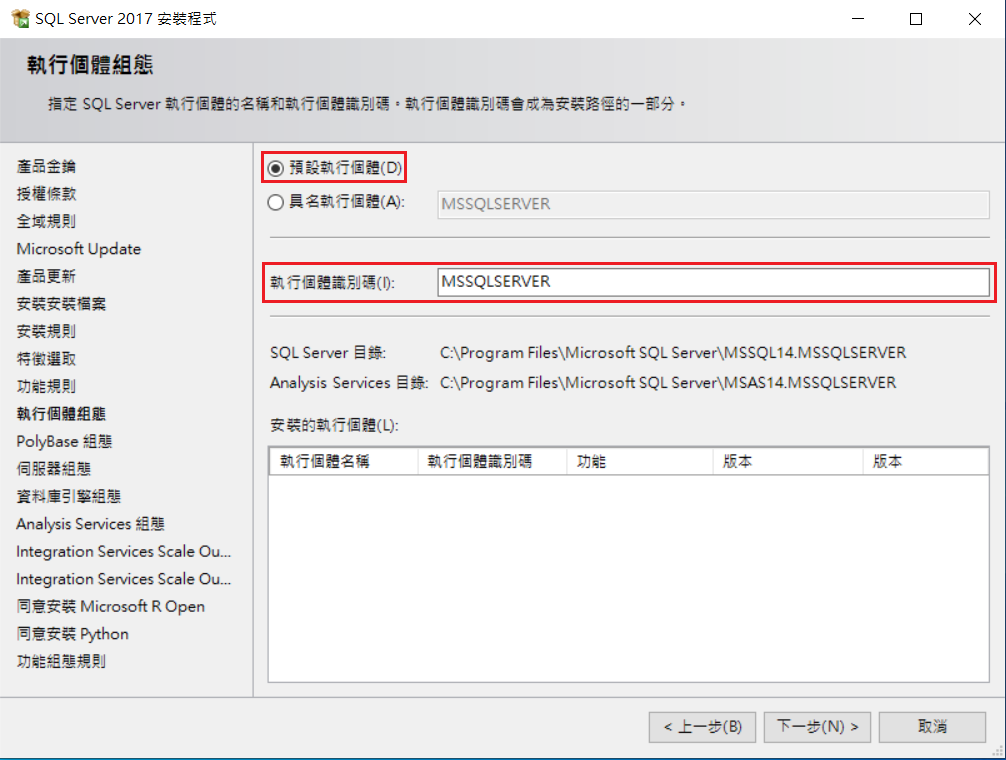 SQL Server 2017 安裝程式
執行個體組態
指定 SQL Server 執行個體的名稱和執行個體識別碼。執行個體識別碼會成為安裝路徑的一部分。
產品金鑰
授權條款
全域規則
Microsoft Update
產品更新
安裝安裝檔案
安裝規則
特徵選取
功能規則
執行個體組態
PolyBase 組態
伺服器組態
資料庫引擎組態
Analysis Services 組態
Integration Services Scale Ou...
Integration Services Scale Ou...
同意安裝 Microsoft R Open
同意安裝 Python
功能組態規則
預設執行個體(D)
具名執行個體(A): MSSQLSERVER
執行個體識別碼(I): MSSQLSERVER
SQL Server 目錄: C:\Program Files\Microsoft SQL Server\MSSQL14.MSSQLSERVER
Analysis Services 目錄: C:\Program Files\Microsoft SQL Server\MSAS14.MSSQLSERVER
安裝的執行個體(L):
執行個體名稱 執行個體識別碼 功能 版本 版本
< 上一步(B) 下一步(N) > 取消